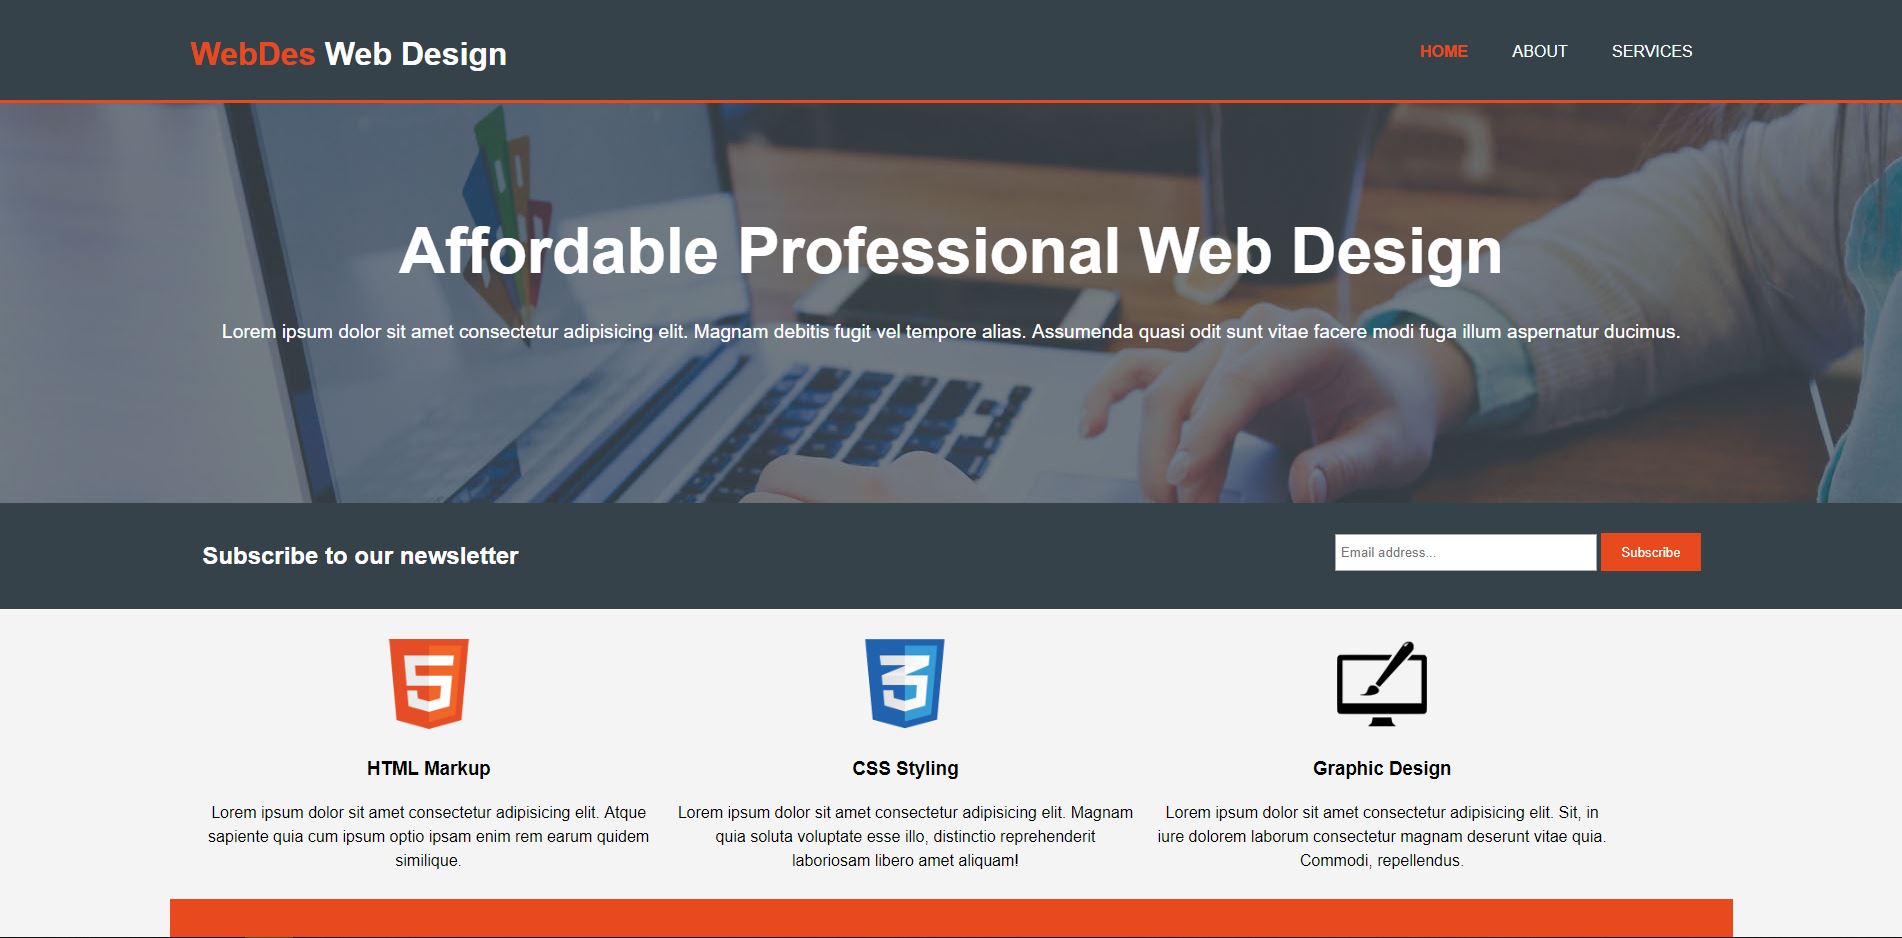 WebDes Web Design
HOME ABOUT SERVICES
Affordable Professional Web Design
Lorem ipsum dolor sit amet consectetur adipisicing elit. Magnam debitis fugit vel tempore alias. Assumenda quasi odit sunt vitae facere modi fuga illum aspernatur ducimus.
Subscribe to our newsletter
Email address...
Subscribe
HTML Markup
Lorem ipsum dolor sit amet consectetur adipisicing elit. Atque
sapiente quia cum ipsum optio ipsam enim rem earum quidem
similique.
CSS Styling
Lorem ipsum dolor sit amet consectetur adipisicing elit. Magnam
quia soluta voluptate esse illo, distinctio reprehenderit
laboriosam libero amet aliquam!
Graphic Design
Lorem ipsum dolor sit amet consectetur adipisicing elit. Sit, in
iure dolorem laborum consectetur magnam deserunt vitae quia.
Commodi, repellendus.